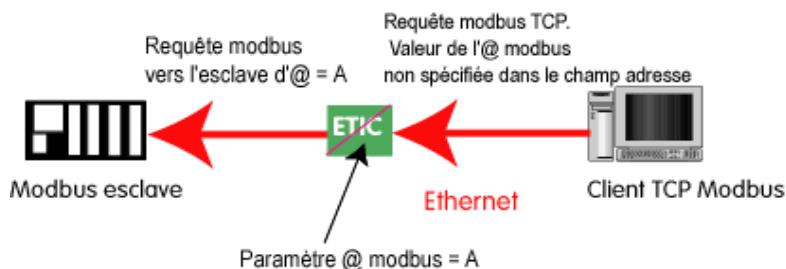 Requête modbus
vers l'esclave d'@ = A
Requête modbus TCP.
Valeur de l'@ modbus
non spécifiée dans le champ adresse
ETIC
Modbus esclave
Ethernet
Client TCP Modbus
Paramètre @ modbus = A